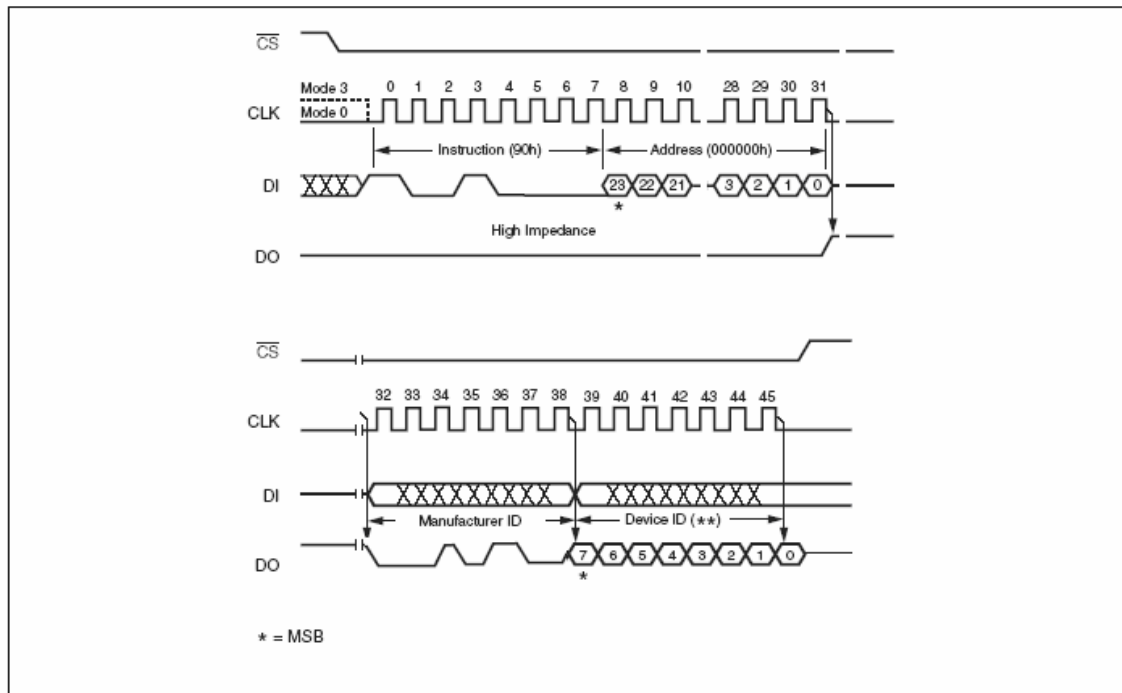 CS
Mode 3 0 1 2 3 4 5 6 7 8 9 10 28 29 30 31
CLK Mode 0
Instruction (90h) Address (000000h)
DI 23 22 21 3 2 1 0
*
High Impedance
DO
CS
32 33 34 35 36 37 38 39 40 41 42 43 44 45
CLK
DI
Manufacturer ID Device ID (**)
DO 7 6 5 4 3 2 1 0
*
* = MSB